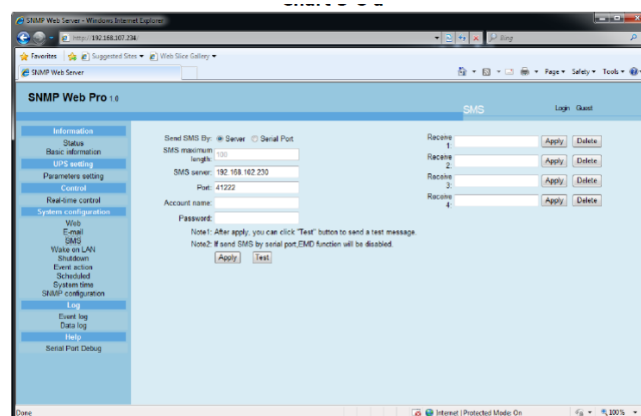 SNMP Web Server - Windows Internet Explorer
http://192.168.107.234/
Bing
Favorites Suggested Sites Web Slice Gallery
SNMP Web Server
Page Safety Tools
SNMP Web Pro 1.0
SMS
Login Guest
Information
Status
Basic information
UPS setting
Parameters setting
Control
Real-time control
System configuration
Web
E-mail
SMS
Wake on LAN
Shutdown
Event action
Scheduled
System time
SNMP configuration
Log
Event log
Data log
Help
Serial Port Debug
Send SMS By: Server Serial Port
SMS maximum length: 100
SMS server: 192.168.102.230
Port: 41222
Account name:
Password:
Note1: After apply, you can click "Test" button to send a test message.
Note2: If send SMS by serial port,EMD function will be disabled.
Apply Test
Receive 1: Apply Delete
Receive 2: Apply Delete
Receive 3: Apply Delete
Receive 4: Apply Delete
Done
Internet | Protected Mode: On
100%